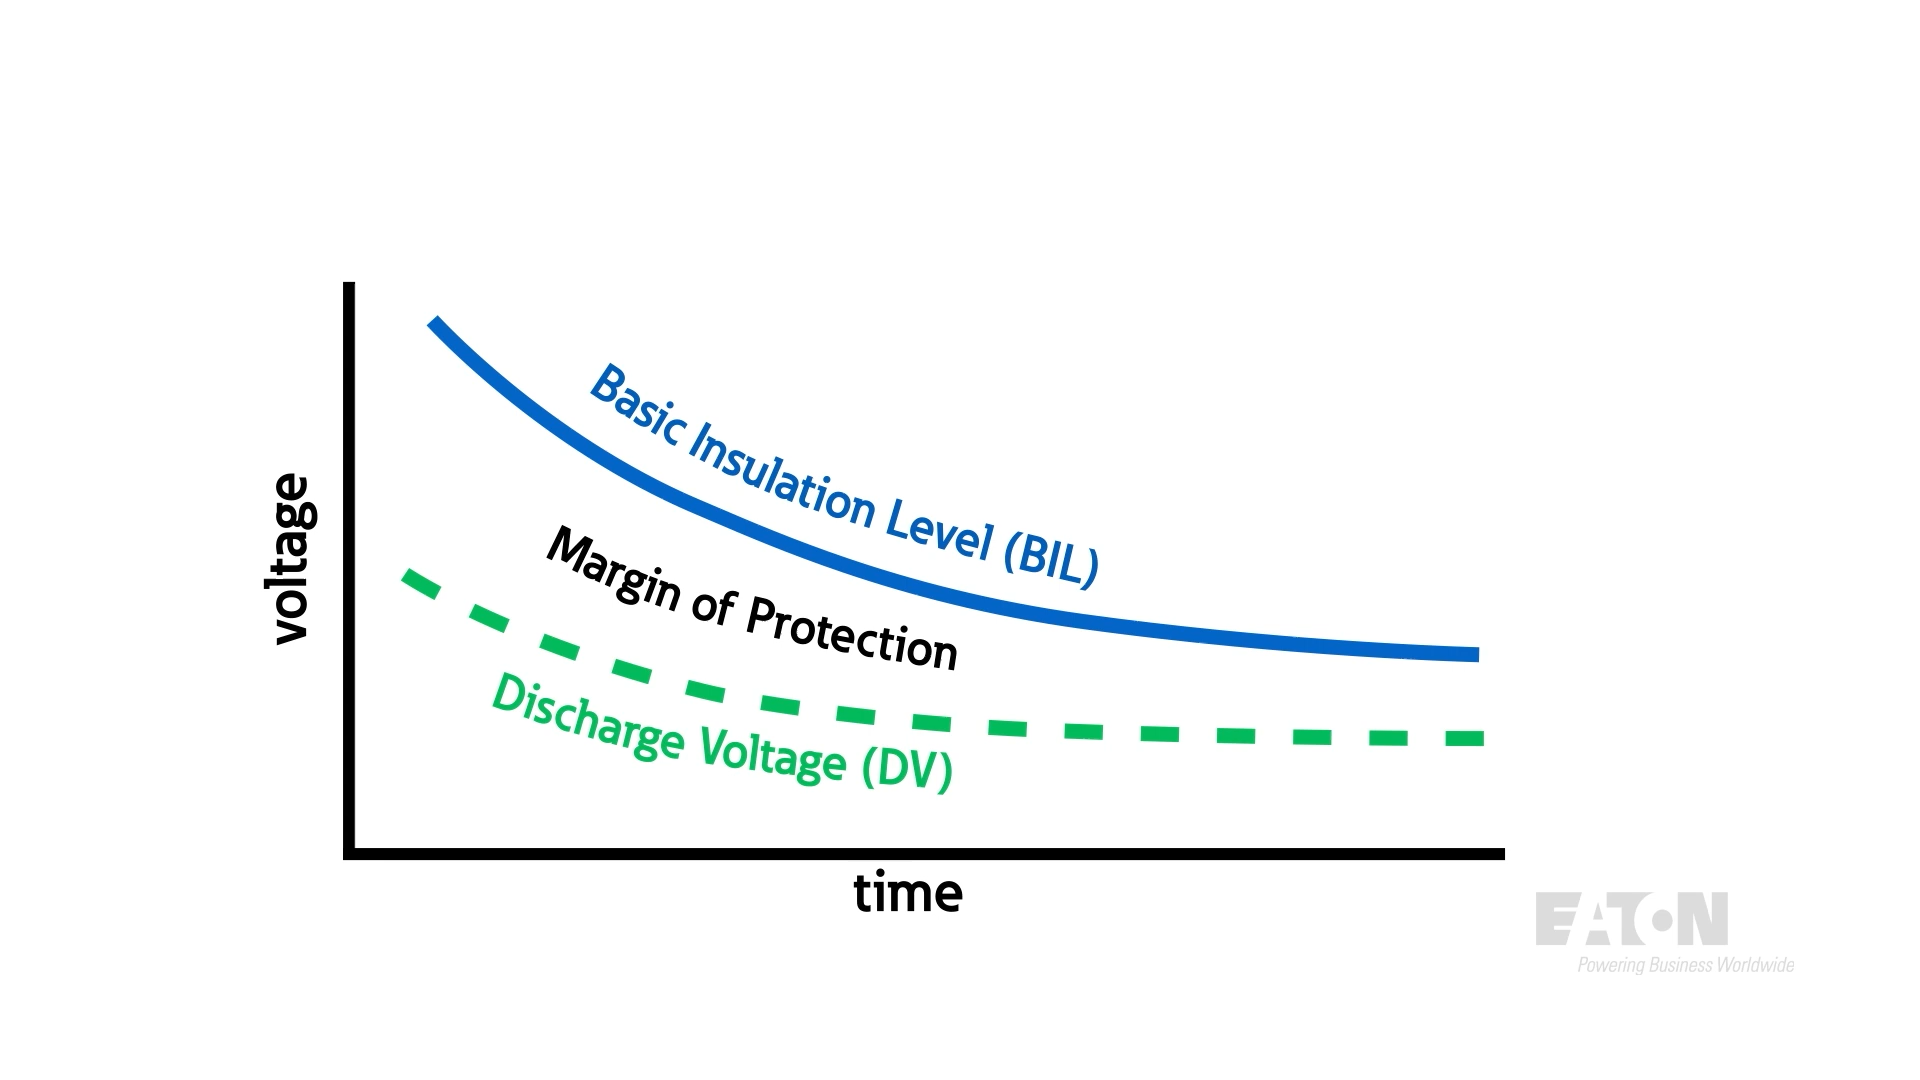 Basic Insulation Level (BIL)
Margin of Protection
Discharge Voltage (DV)
voltage
time
EATON
Powering Business Worldwide